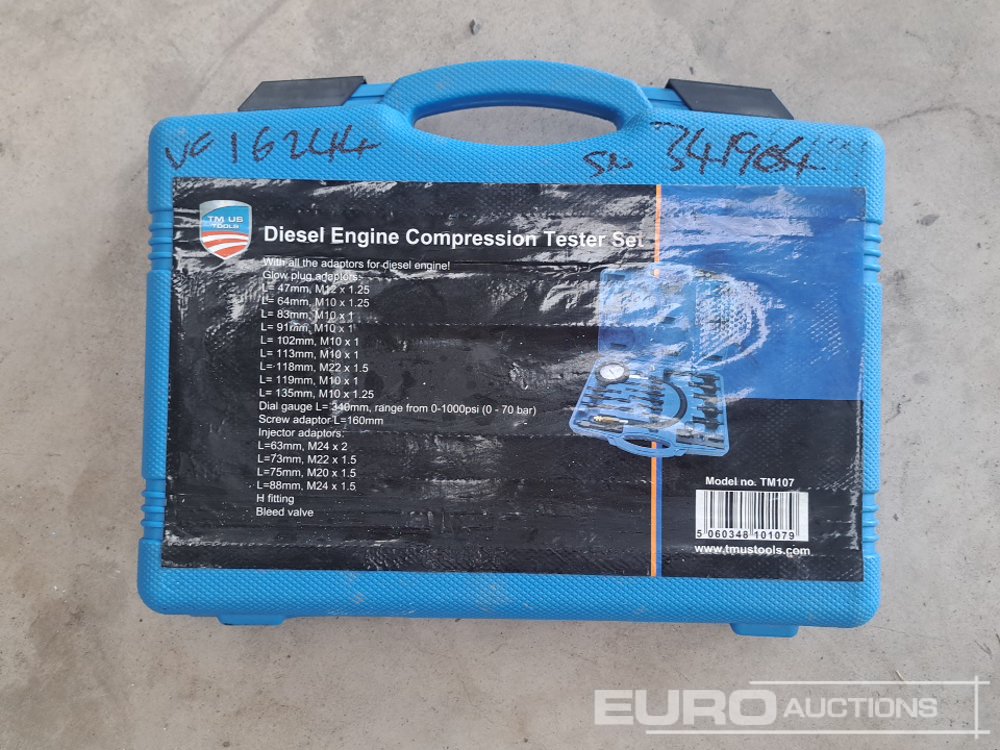 VC 16244
SN 341964
TM US
TOOLS
Diesel Engine Compression Tester Set
With all the adaptors for diesel engine!
Glow plug adaptors:
L= 47mm, M12 x 1.25
L= 64mm, M10 x 1.25
L= 83mm, M10 x 1
L= 91mm, M10 x 1
L= 102mm, M10 x 1
L= 113mm, M10 x 1
L= 118mm, M22 x 1.5
L= 119mm, M10 x 1
L= 135mm, M10 x 1.25
Dial gauge L= 340mm, range from 0-1000psi (0 - 70 bar)
Screw adaptor L=160mm
Injector adaptors:
L=63mm, M24 x 2
L=73mm, M22 x 1.5
L=75mm, M20 x 1.5
L=88mm, M24 x 1.5
H fitting
Bleed valve
Model no. TM107
5 060348 101079
www.tmustools.com
EURO AUCTIONS